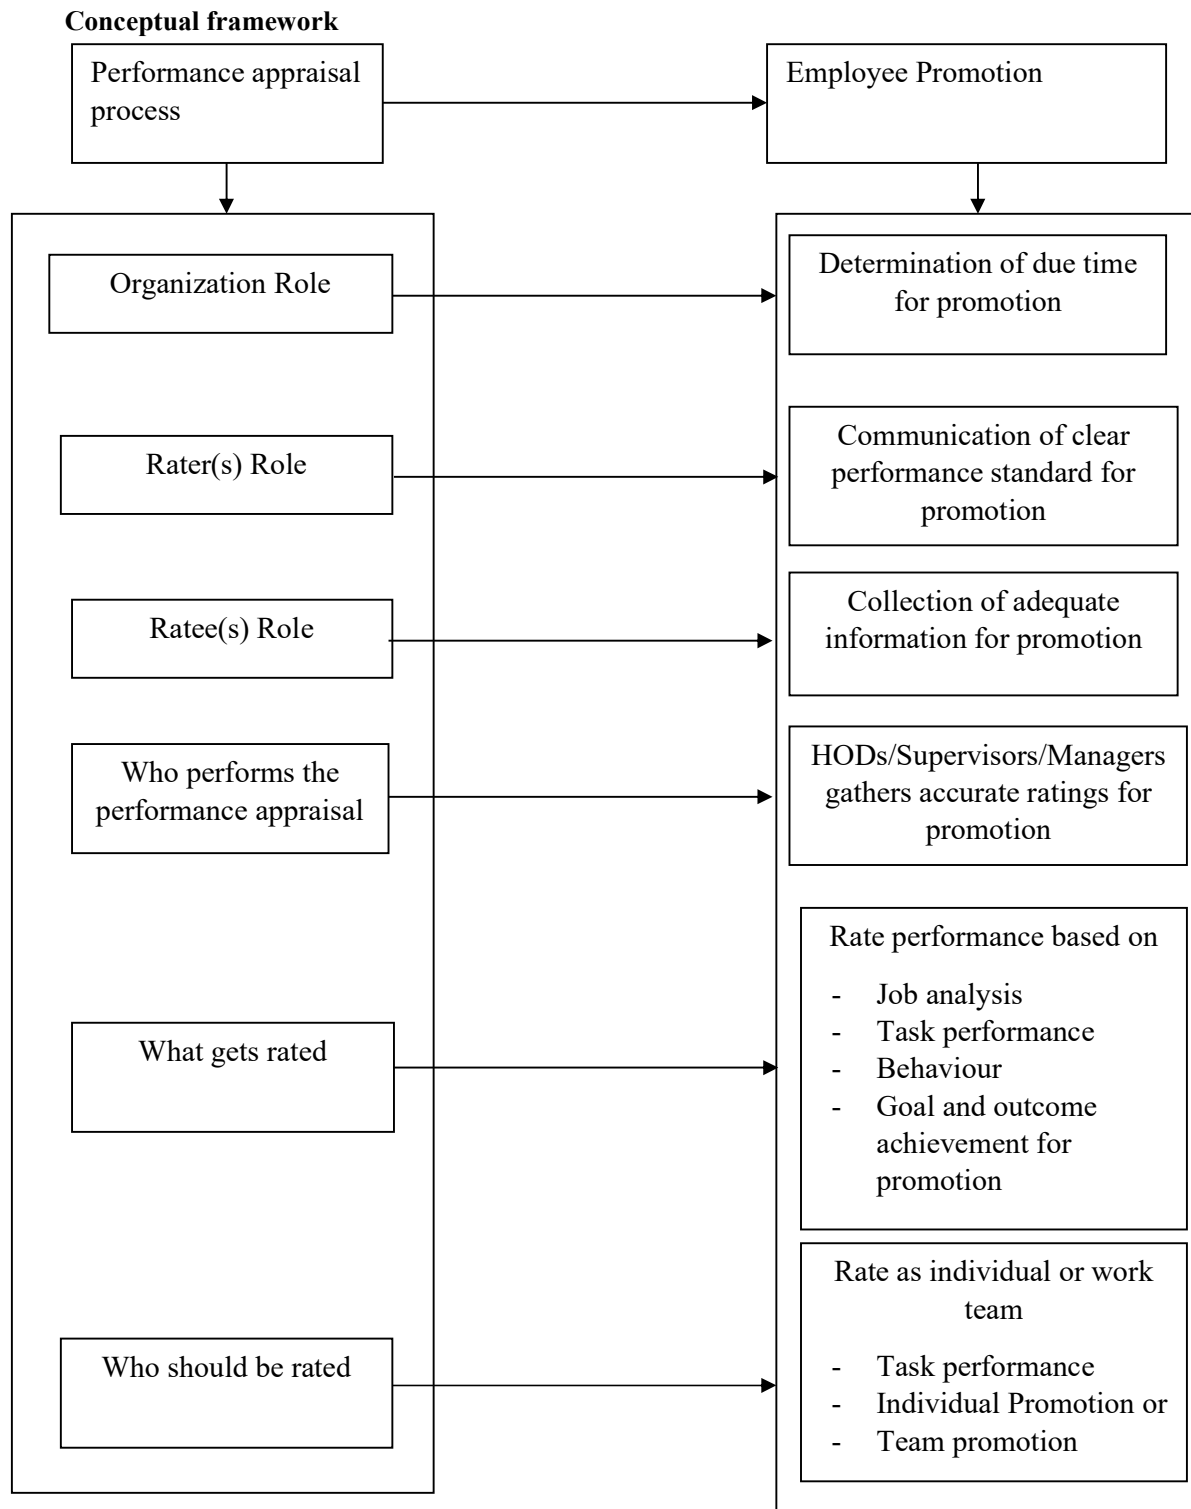 Conceptual framework
Performance appraisal
process
Employee Promotion
Organization Role
Determination of due time
for promotion
Rater(s) Role
Communication of clear
performance standard for
promotion
Ratee(s) Role
Collection of adequate
information for promotion
Who performs the
performance appraisal
HODs/Supervisors/Managers
gathers accurate ratings for
promotion
What gets rated
Rate performance based on
- Job analysis
- Task performance
- Behaviour
- Goal and outcome
achievement for
promotion
Who should be rated
Rate as individual or work
team
- Task performance
- Individual Promotion or
- Team promotion